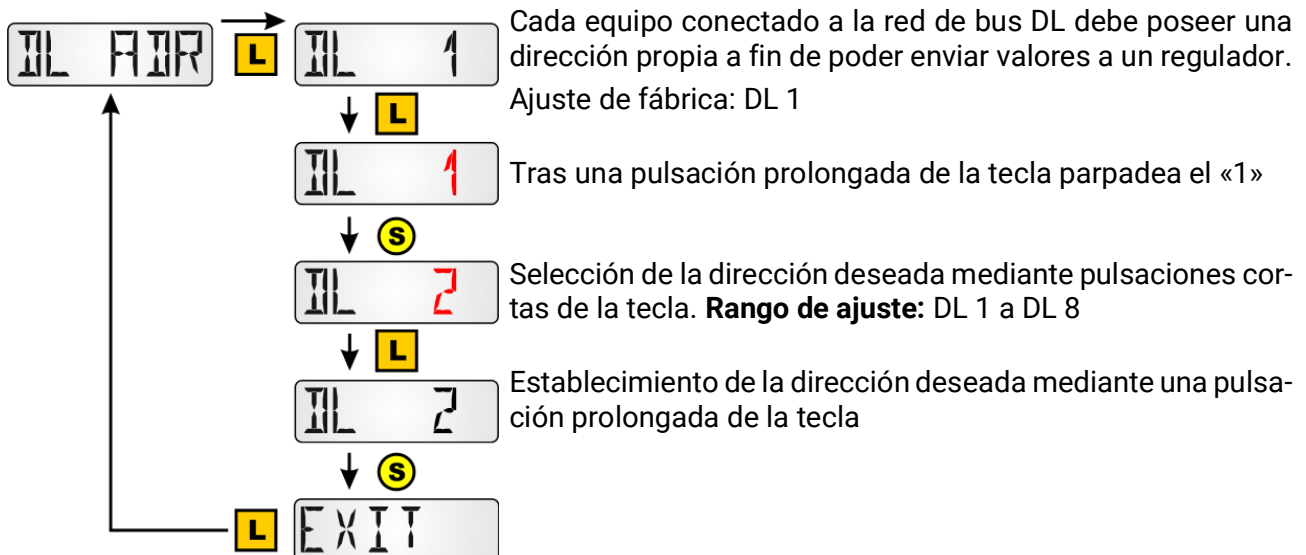 DL ADR
L
DL 1
Cada equipo conectado a la red de bus DL debe poseer una
dirección propia a fin de poder enviar valores a un regulador.
Ajuste de fábrica: DL 1
L
DL 1
Tras una pulsación prolongada de la tecla parpadea el «1»
S
DL 2
Selección de la dirección deseada mediante pulsaciones cor-
tas de la tecla. Rango de ajuste: DL 1 a DL 8
L
DL 2
Establecimiento de la dirección deseada mediante una pulsa-
ción prolongada de la tecla
S
L
EXIT